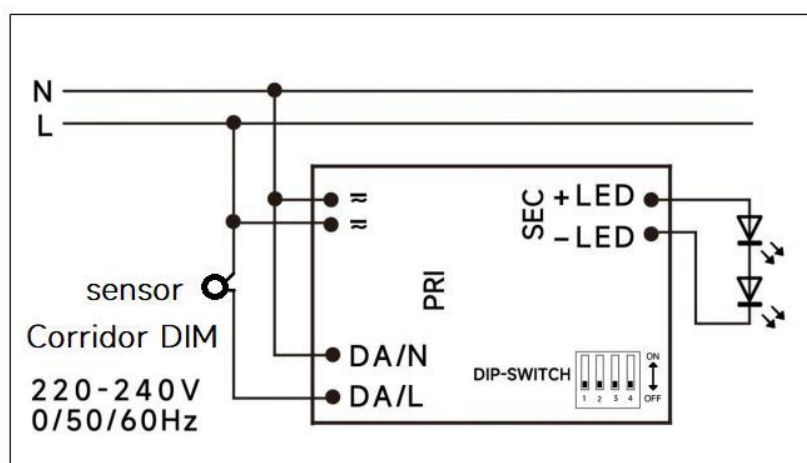 N
L
≂
≂
SEC
+LED
−LED
PRI
sensor
Corridor DIM
220-240V
0/50/60Hz
DA/N
DA/L
DIP-SWITCH
ON
1 2 3 4
OFF